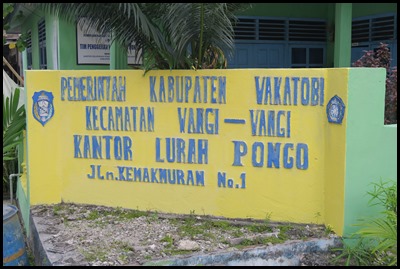 PEMERINTAH KABUPATEN WAKATOBI
KECAMATAN WANGI-WANGI
KANTOR LURAH PONGO
JLn.KEMAKMURAN No.1